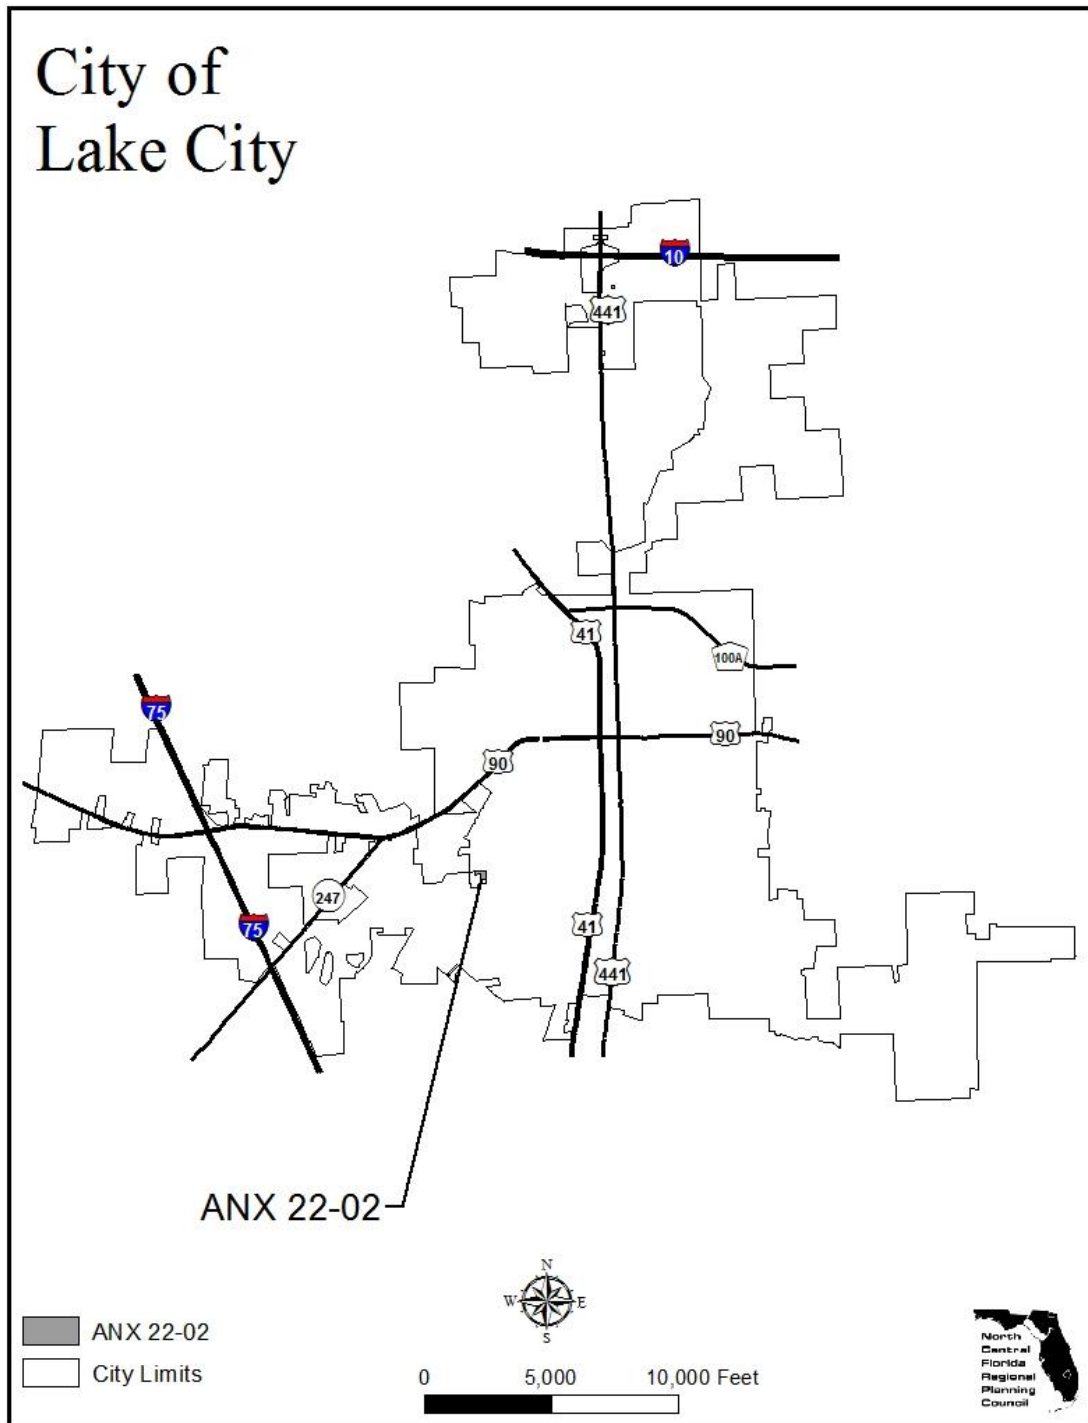 City of
Lake City
10
441
41
100A
75
90
90
247
75
41
441
ANX 22-02
N
W E
S
ANX 22-02
City Limits
0 5,000 10,000 Feet
North
Central
Florida
Regional
Planning
Council